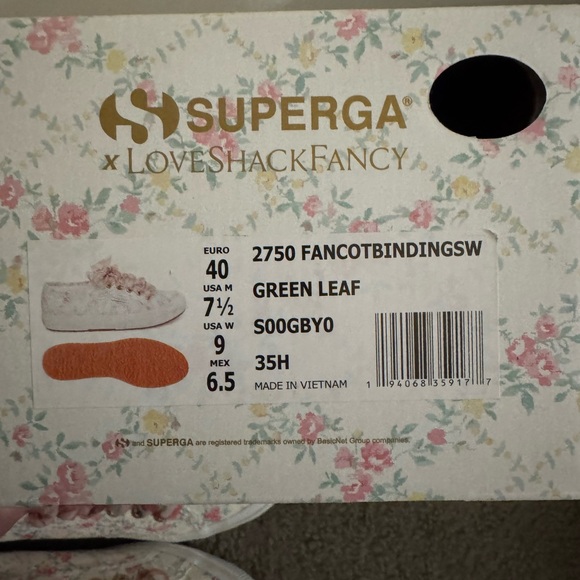 SUPERGA®
x LOVESHACKFANCY
EURO
40
USA M
7½
USA W
9
MEX
6.5
2750 FANCOTBINDINGSW
GREEN LEAF
S00GBY0
35H
MADE IN VIETNAM
1 94068 35917 7
S and SUPERGA are registered trademarks owned by BasicNet Group companies.